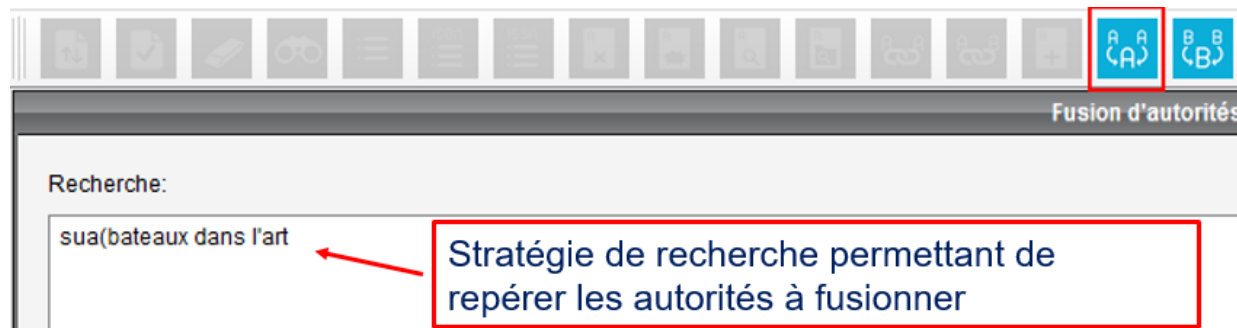 A A
A
B B
B
Fusion d'autorités
Recherche:
sua(bateaux dans l'art
Stratégie de recherche permettant de
repérer les autorités à fusionner